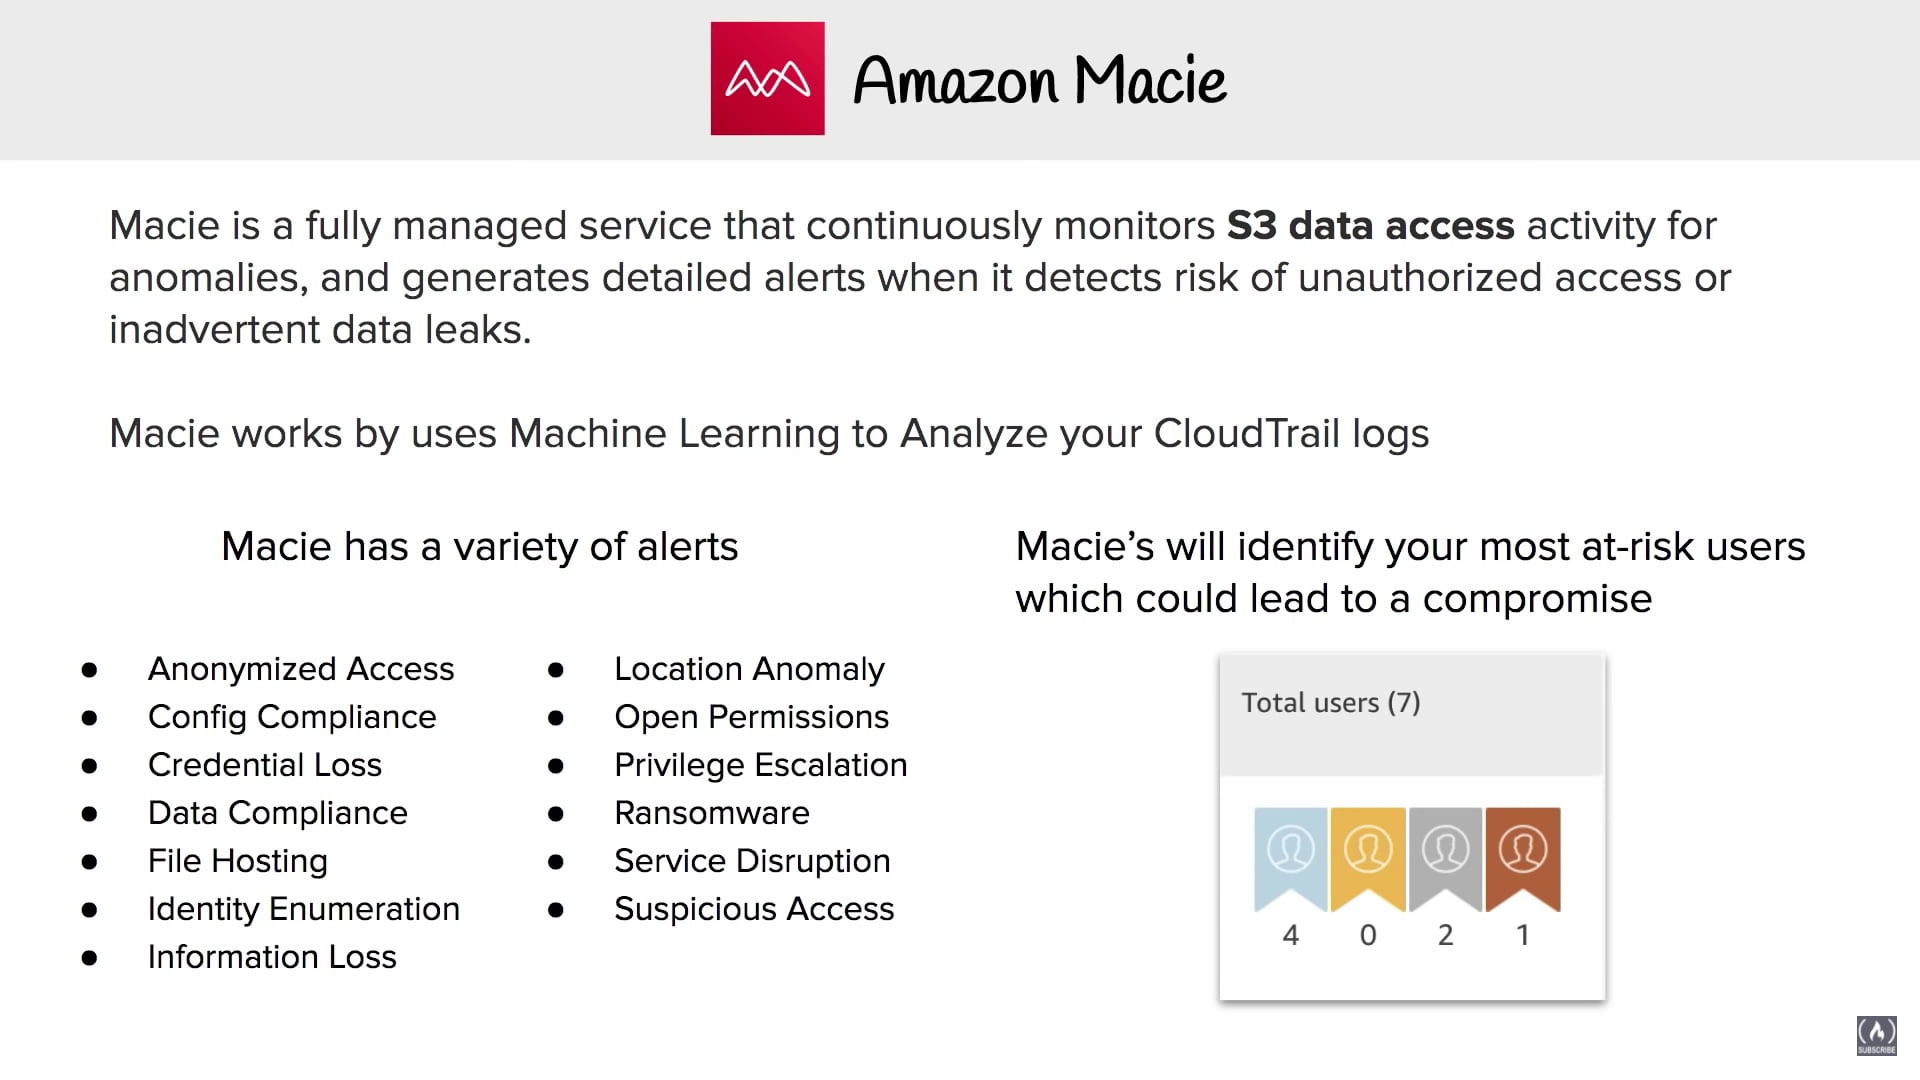 Amazon Macie
Macie is a fully managed service that continuously monitors S3 data access activity for
anomalies, and generates detailed alerts when it detects risk of unauthorized access or
inadvertent data leaks.
Macie works by uses Machine Learning to Analyze your CloudTrail logs
Macie has a variety of alerts
● Anonymized Access
● Config Compliance
● Credential Loss
● Data Compliance
● File Hosting
● Identity Enumeration
● Information Loss
● Location Anomaly
● Open Permissions
● Privilege Escalation
● Ransomware
● Service Disruption
● Suspicious Access
Macie’s will identify your most at-risk users
which could lead to a compromise
Total users (7)
4 0 2 1
SUBSCRIBE